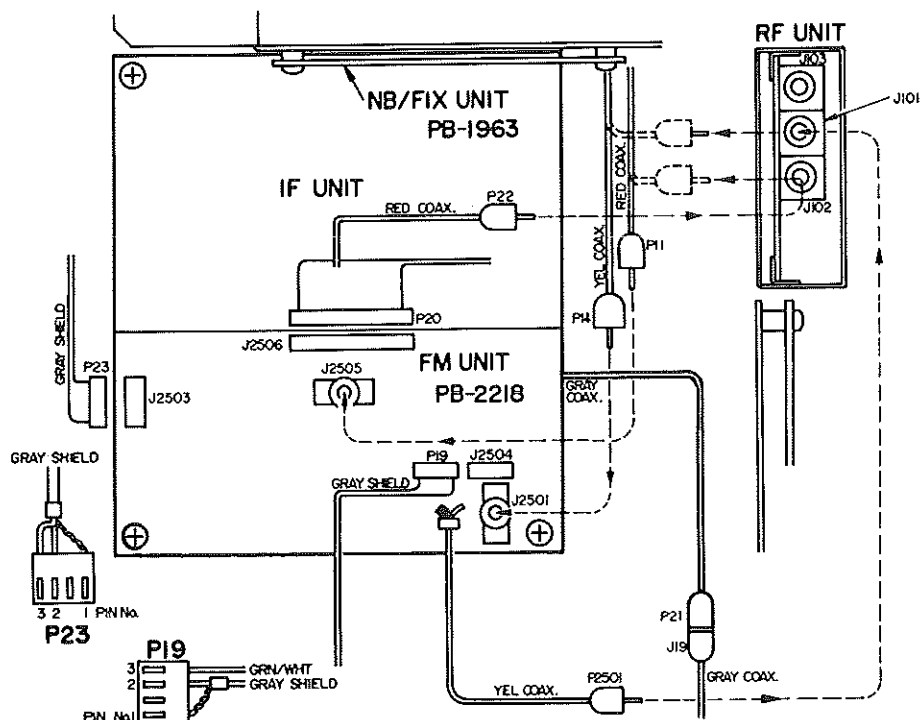 RF UNIT
J103
J101
J102
NB/FIX UNIT
PB-1963
IF UNIT
RED COAX.
P22
RED COAX.
YEL COAX.
P11
P14
P20
J2506
FM UNIT
PB-2218
GRAY SHIELD
P23
J2503
J2505
GRAY
COAX.
P19
J2504
GRAY SHIELD
J2501
GRAY SHIELD
3 2 1 PIN No.
P23
P19
3
GRN/WHT
2
GRAY SHIELD
PIN No.1
YEL COAX.
P2501
P21
J19
GRAY COAX.